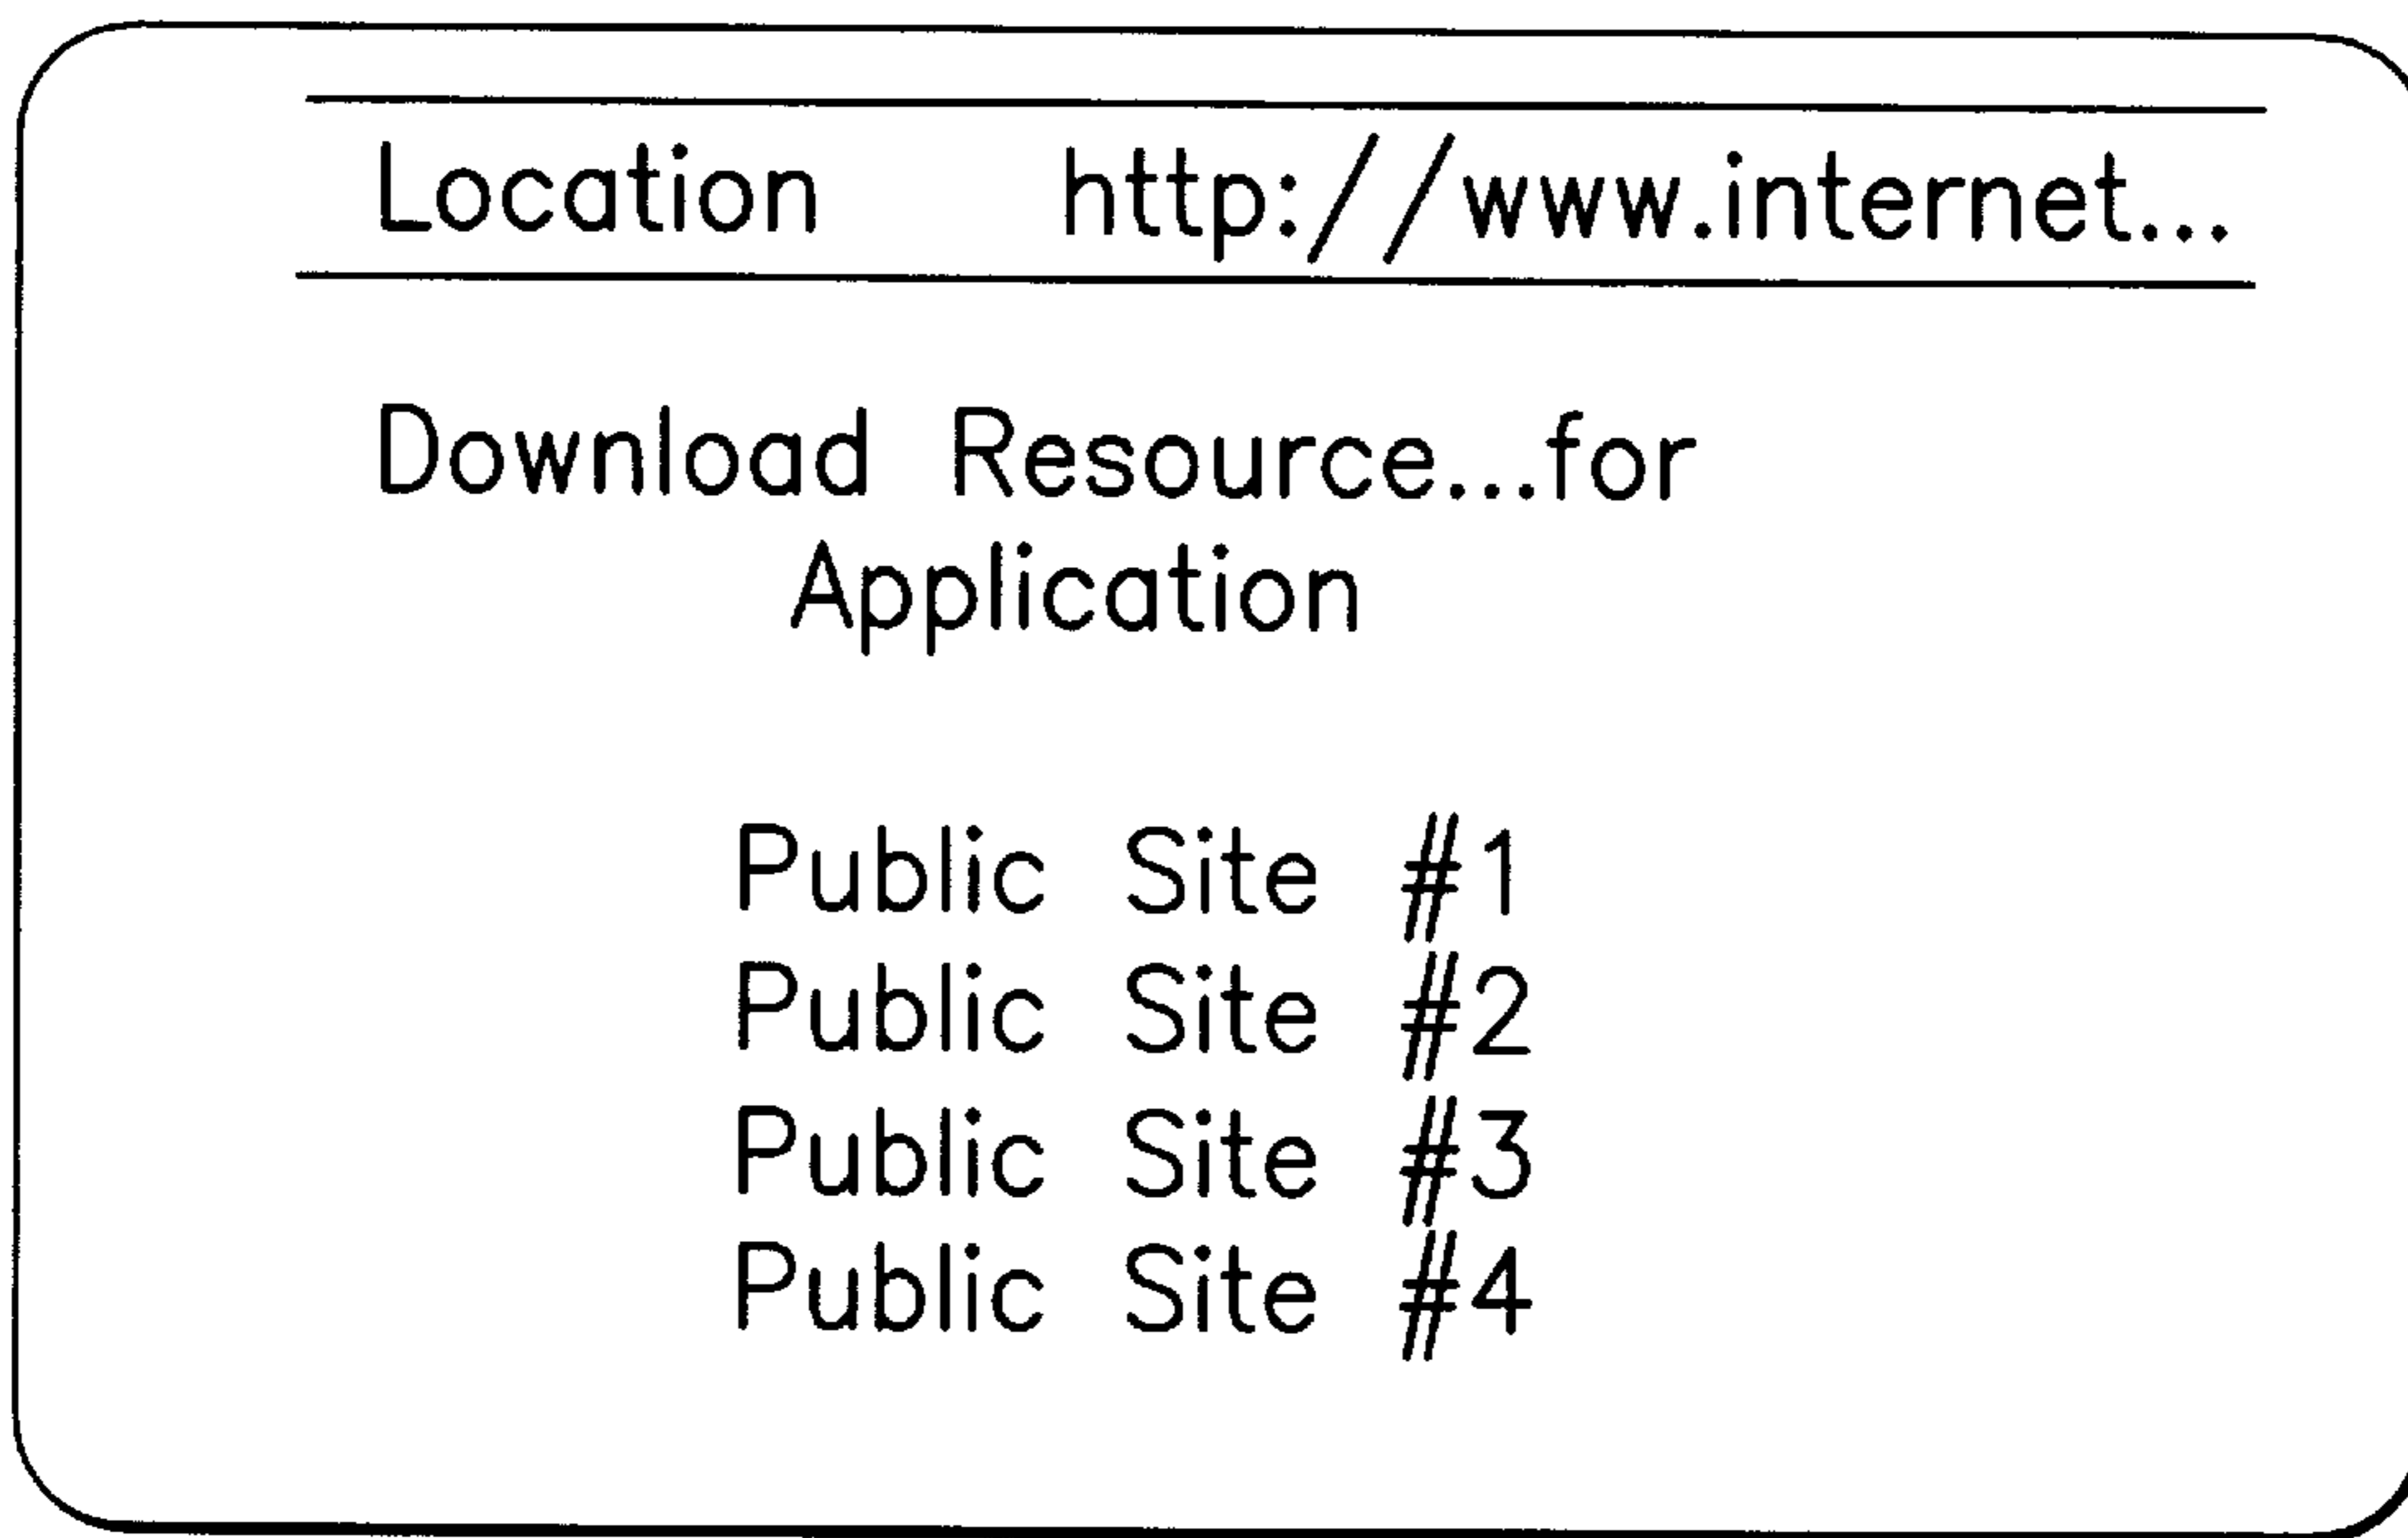 Location http://www.internet...
Download Resource...for
Application
Public Site #1
Public Site #2
Public Site #3
Public Site #4